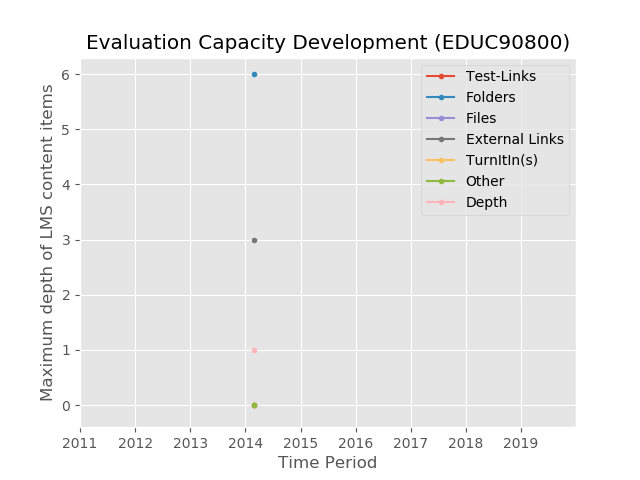 Evaluation Capacity Development (EDUC90800)
Maximum depth of LMS content items
6
5
4
3
2
1
0
Test-Links
Folders
Files
External Links
TurnItIn(s)
Other
Depth
2011 2012 2013 2014 2015 2016 2017 2018 2019
Time Period